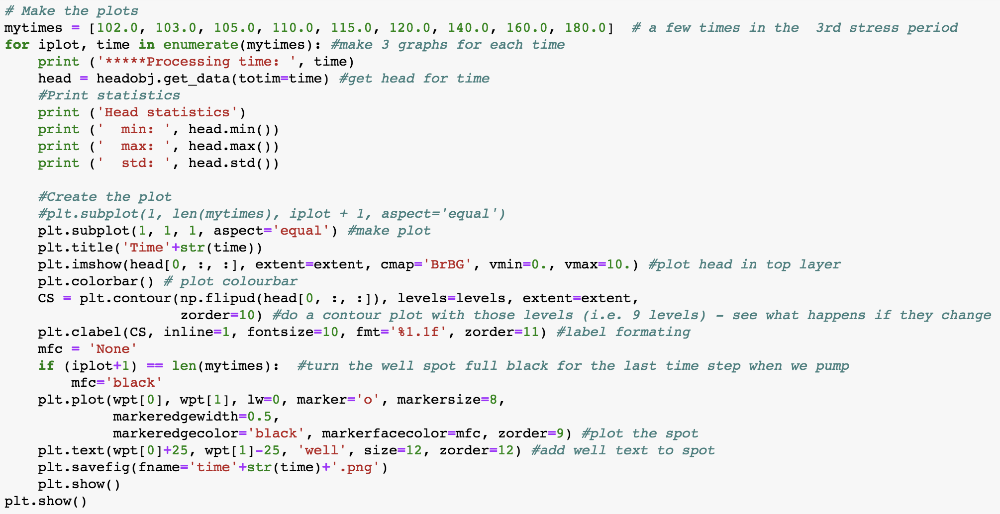 # Make the plots
mytimes = [102.0, 103.0, 105.0, 110.0, 115.0, 120.0, 140.0, 160.0, 180.0]  # a few times in the  3rd stress period
for iplot, time in enumerate(mytimes): #make 3 graphs for each time
    print ('*****Processing time: ', time)
    head = headobj.get_data(totim=time) #get head for time
    #Print statistics
    print ('Head statistics')
    print ('  min: ', head.min())
    print ('  max: ', head.max())
    print ('  std: ', head.std())

    #Create the plot
    #plt.subplot(1, len(mytimes), iplot + 1, aspect='equal')
    plt.subplot(1, 1, 1, aspect='equal') #make plot
    plt.title('Time'+str(time))
    plt.imshow(head[0, :, :], extent=extent, cmap='BrBG', vmin=0., vmax=10.) #plot head in top layer
    plt.colorbar() # plot colourbar
    CS = plt.contour(np.flipud(head[0, :, :]), levels=levels, extent=extent,
                     zorder=10) #do a contour plot with those levels (i.e. 9 levels) - see what happens if they change
    plt.clabel(CS, inline=1, fontsize=10, fmt='%1.1f', zorder=11) #label formating
    mfc = 'None'
    if (iplot+1) == len(mytimes):  #turn the well spot full black for the last time step when we pump
        mfc='black'
    plt.plot(wpt[0], wpt[1], lw=0, marker='o', markersize=8,
             markeredgewidth=0.5,
             markeredgecolor='black', markerfacecolor=mfc, zorder=9) #plot the spot
    plt.text(wpt[0]+25, wpt[1]-25, 'well', size=12, zorder=12) #add well text to spot
    plt.savefig(fname='time'+str(time)+'.png')
    plt.show()
plt.show()